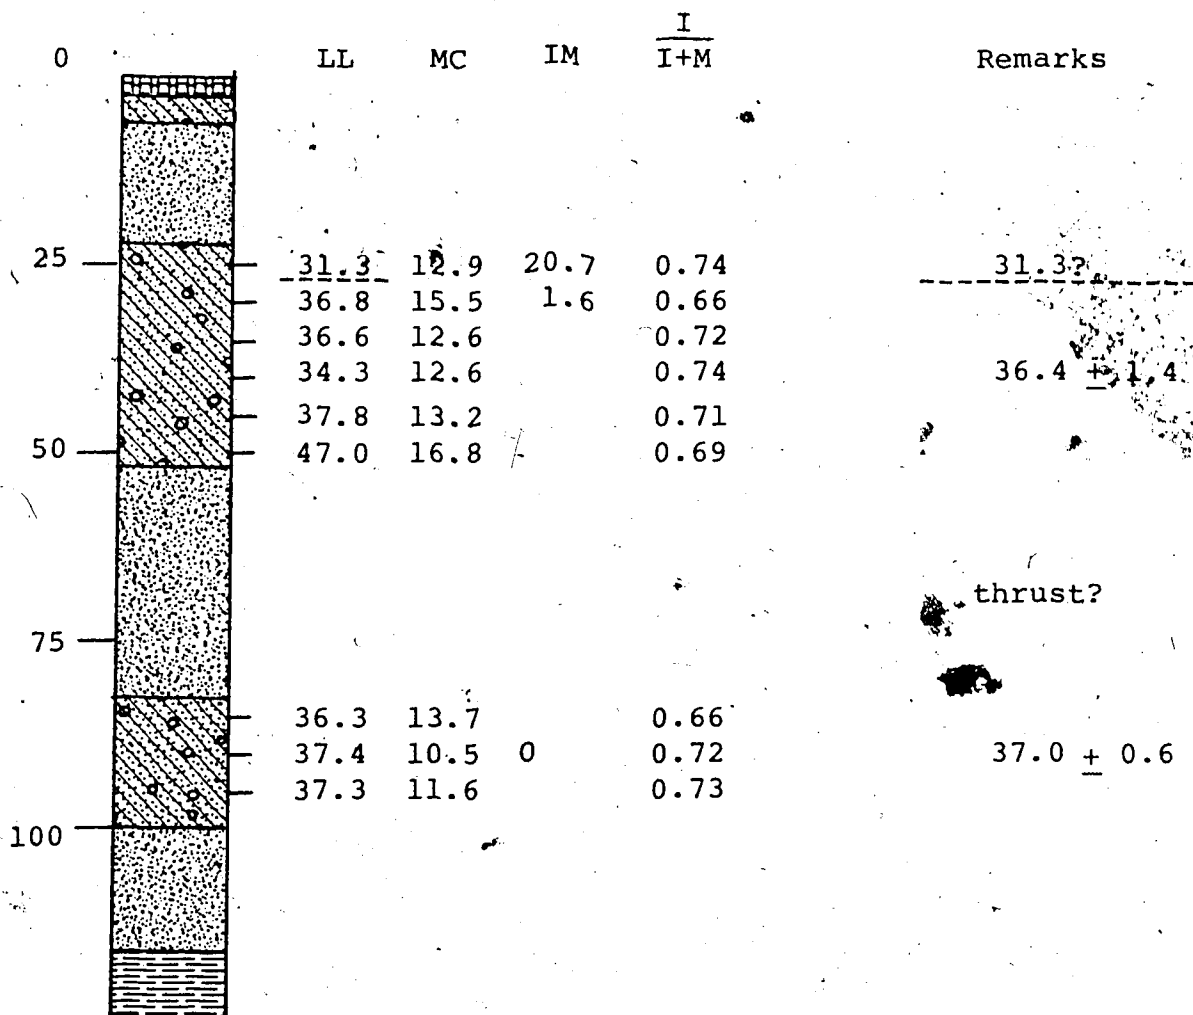 I
0 LL MC IM I+M Remarks
25 31.3 12.9 20.7 0.74 31.3?
36.8 15.5 1.6 0.66
36.6 12.6 0.72
34.3 12.6 0.74 36.4 ± 1.4
37.8 13.2 0.71
50 47.0 16.8 0.69
thrust?
75
36.3 13.7 0.66
37.4 10.5 0 0.72 37.0 ± 0.6
37.3 11.6 0.73
100